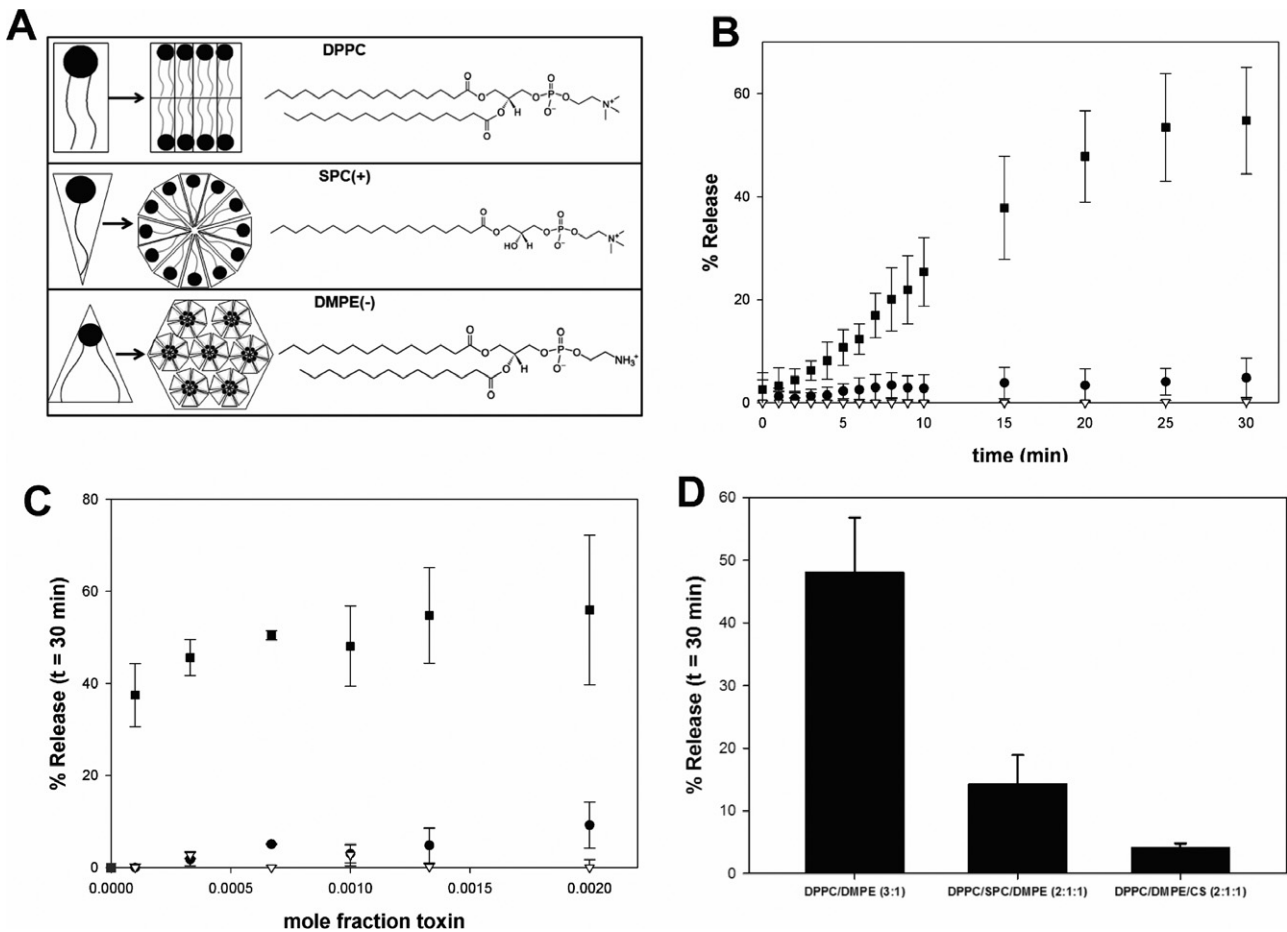 A
DPPC
O
O
P
O
O
O⁻
N⁺
O
H
O
SPC(+)
O
O
O
P
O
O⁻
N⁺
HO
H
DMPE(-)
O
O
O
P
O
O⁻
NH₃⁺
O
H
O
B
60
40
20
0
% Release
0
5
10
15
20
25
30
time (min)
C
80
60
40
20
0
% Release (t = 30 min)
0.0000
0.0005
0.0010
0.0015
0.0020
mole fraction toxin
D
60
50
40
30
20
10
0
% Release (t = 30 min)
DPPC/DMPE (3:1)
DPPC/SPC/DMPE (2:1:1)
DPPC/DMPE/CS (2:1:1)